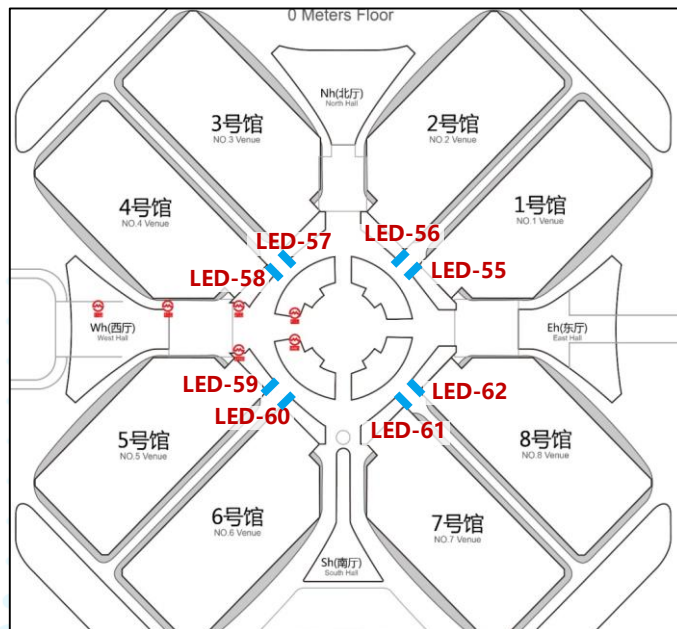 0 Meters Floor
Nh(北厅)
North Hall
3号馆
NO.3 Venue
2号馆
NO.2 Venue
4号馆
NO.4 Venue
1号馆
NO.1 Venue
LED-57
LED-56
LED-58
LED-55
Wh(西厅)
West Hall
Eh(东厅)
East Hall
LED-59
LED-62
LED-60
LED-61
5号馆
NO.5 Venue
8号馆
NO.8 Venue
6号馆
NO.6 Venue
7号馆
NO.7 Venue
Sh(南厅)
South Hall